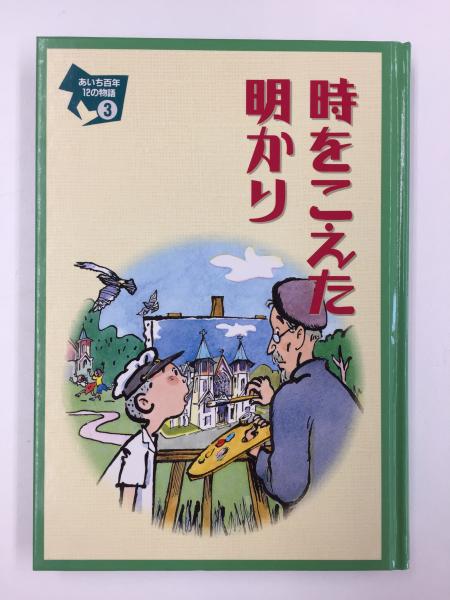 あいち百年
12の物語
3
時をこえた
明かり